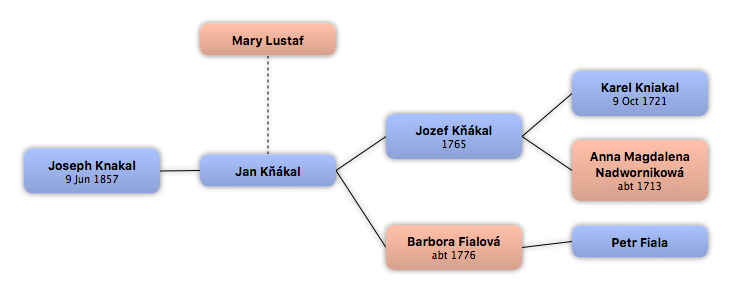 Mary Lustaf
Joseph Knakal
9 Jun 1857
Jan Kňákal
Jozef Kňákal
1765
Barbora Fialová
abt 1776
Karel Kniakal
9 Oct 1721
Anna Magdalena
Nadwornikowá
abt 1713
Petr Fiala